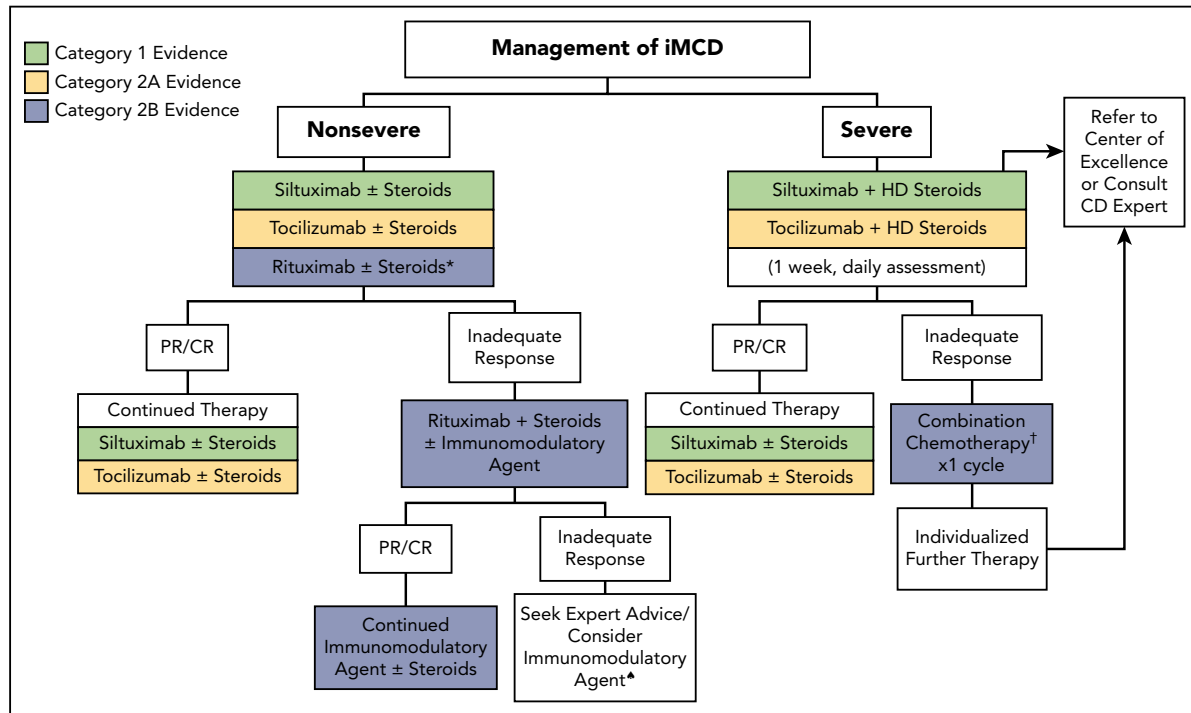 Category 1 Evidence
Category 2A Evidence
Category 2B Evidence
Management of iMCD
Nonsevere
Severe
Refer to
Center of
Excellence
or Consult
CD Expert
Siltuximab ± Steroids
Tocilizumab ± Steroids
Rituximab ± Steroids*
Siltuximab + HD Steroids
Tocilizumab + HD Steroids
(1 week, daily assessment)
PR/CR
Inadequate
Response
PR/CR
Inadequate
Response
Continued Therapy
Siltuximab ± Steroids
Tocilizumab ± Steroids
Rituximab + Steroids
± Immunomodulatory
Agent
Continued Therapy
Siltuximab ± Steroids
Tocilizumab ± Steroids
Combination
Chemotherapy†
x1 cycle
PR/CR
Inadequate
Response
Individualized
Further Therapy
Continued
Immunomodulatory
Agent ± Steroids
Seek Expert Advice/
Consider
Immunomodulatory
Agent♠